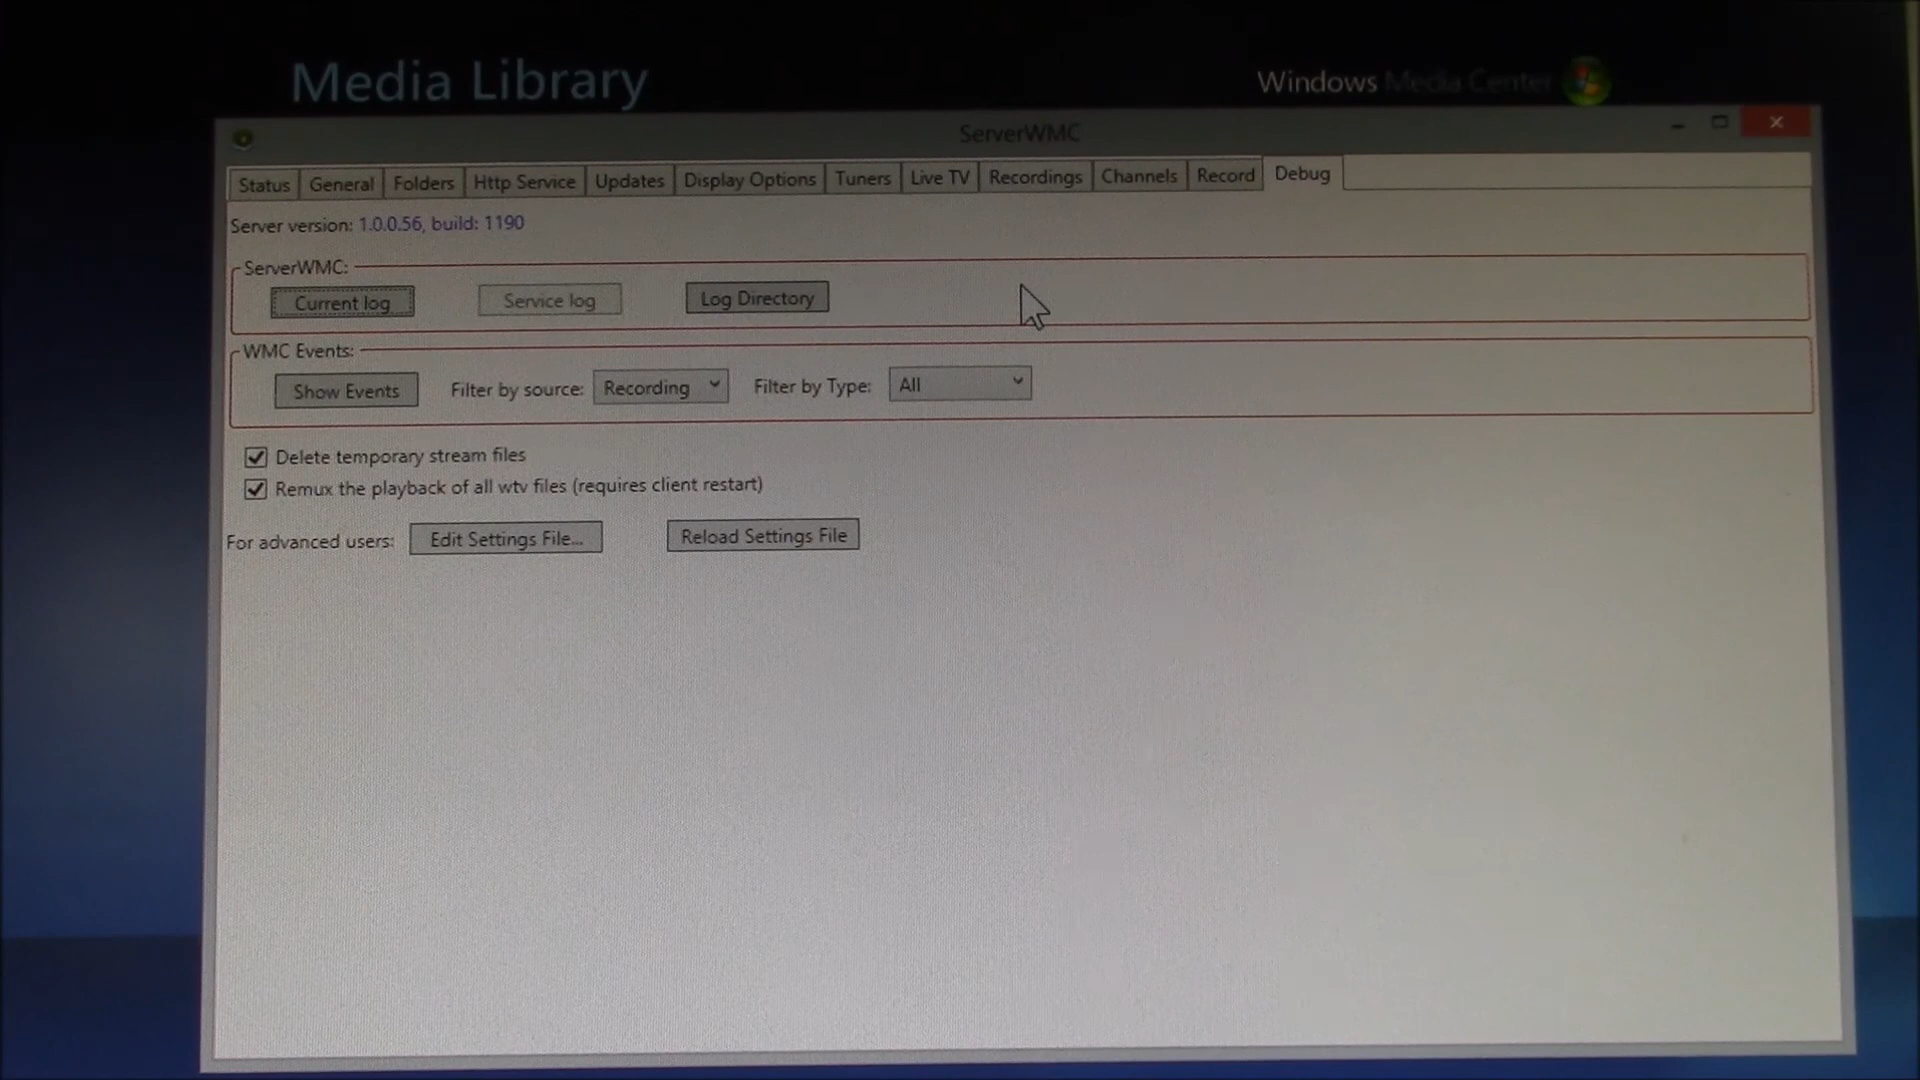 Media Library
Windows Media Center
ServerWMC
Status General Folders Http Service Updates Display Options Tuners Live TV Recordings Channels Record Debug
Server version: 1.0.0.56, build: 1190
ServerWMC:
Current log Service log Log Directory
WMC Events:
Show Events Filter by source: Recording Filter by Type: All
Delete temporary stream files
Remux the playback of all wtv files (requires client restart)
For advanced users: Edit Settings File... Reload Settings File